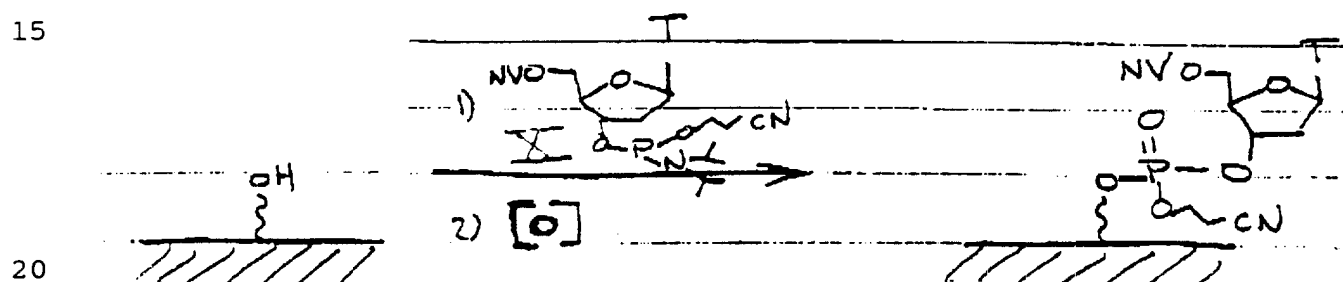 15
T
NVO O
1) CN
X O P O
N
OH
2) [O]
T
NVO O
O
O P O
O CN
20